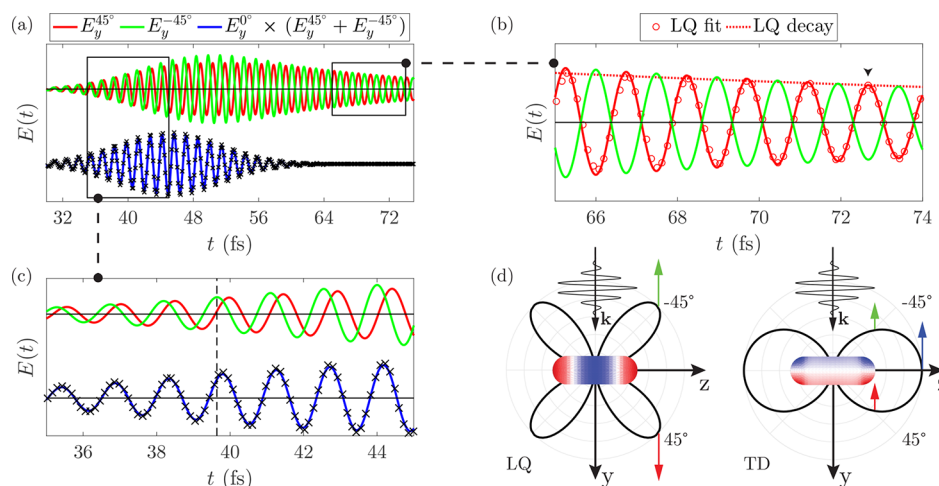 (a)
E_y^{45°} E_y^{-45°} E_y^{0°} × (E_y^{45°} + E_y^{-45°})
E(t)
30 40 48 56 64 72
t (fs)
(b)
LQ fit LQ decay
E(t)
66 68 70 72 74
t (fs)
(c)
E(t)
36 38 40 42 44
t (fs)
(d)
-45°
k
z
45°
LQ
y
-45°
k
45°
TD
y